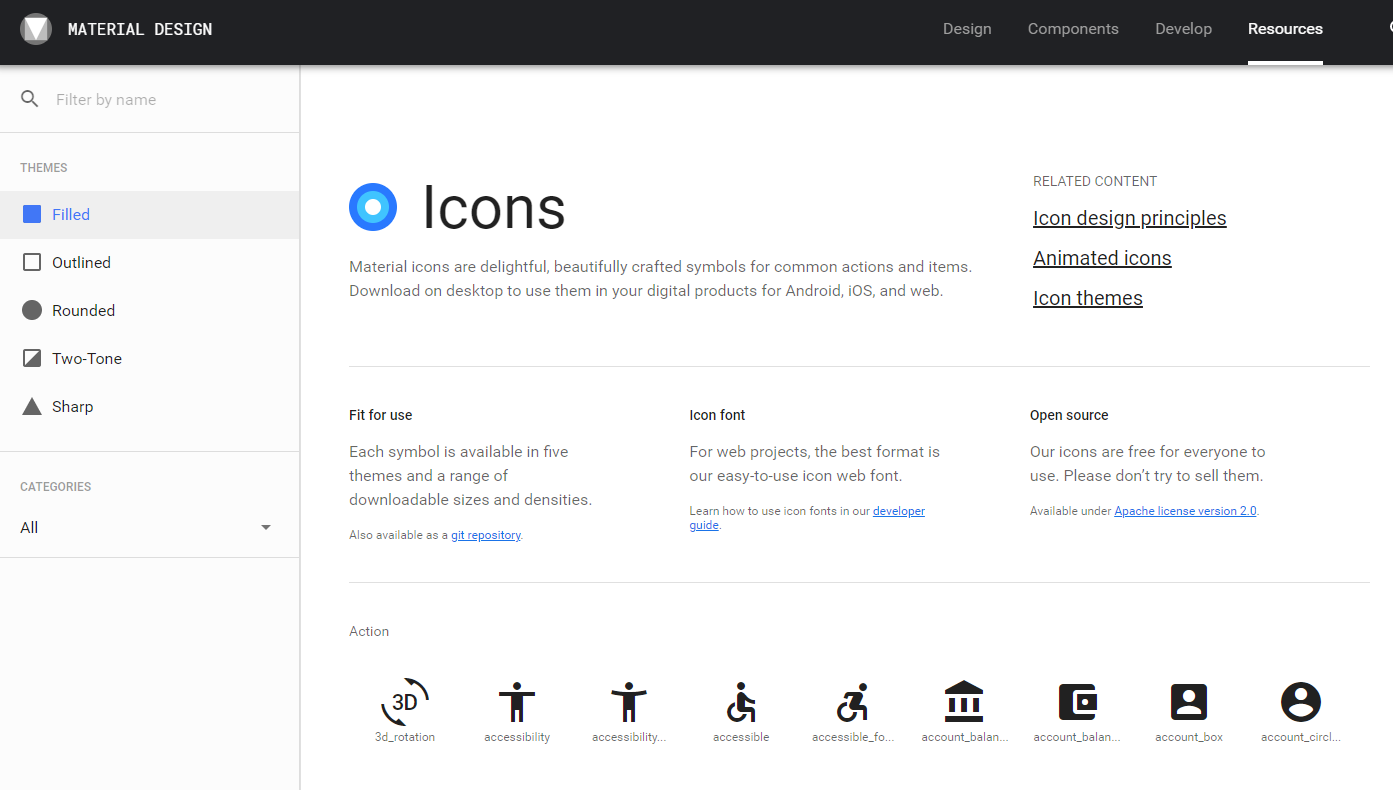 MATERIAL DESIGN
Design
Components
Develop
Resources
Filter by name
THEMES
Filled
Outlined
Rounded
Two-Tone
Sharp
CATEGORIES
All
Icons
Material icons are delightful, beautifully crafted symbols for common actions and items.
Download on desktop to use them in your digital products for Android, iOS, and web.
RELATED CONTENT
Icon design principles
Animated icons
Icon themes
Fit for use
Each symbol is available in five
themes and a range of
downloadable sizes and densities.
Also available as a git repository.
Icon font
For web projects, the best format is
our easy-to-use icon web font.
Learn how to use icon fonts in our developer
guide.
Open source
Our icons are free for everyone to
use. Please don’t try to sell them.
Available under Apache license version 2.0.
Action
3D
3d_rotation
accessibility
accessibility...
accessible
accessible_fo...
account_balan...
account_balan...
account_box
account_circl...